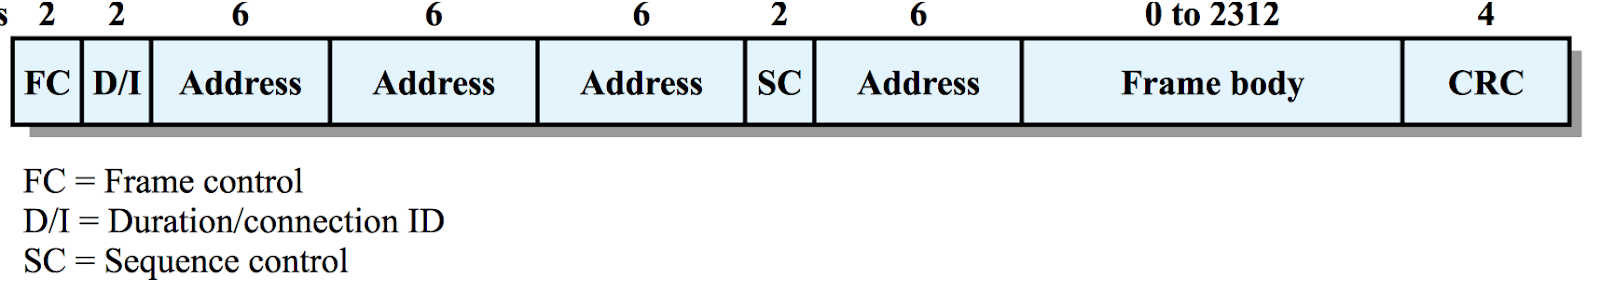 s 2 2 6 6 6 2 6 0 to 2312 4
FC D/I Address Address Address SC Address Frame body CRC
FC = Frame control
D/I = Duration/connection ID
SC = Sequence control